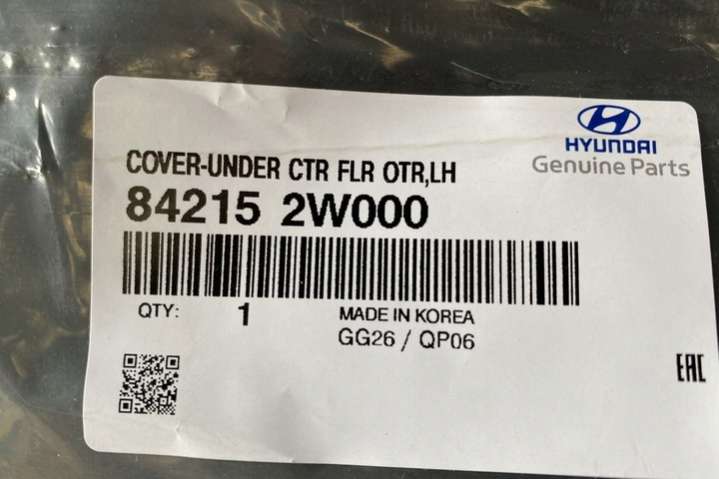 HYUNDAI
Genuine Parts
COVER-UNDER CTR FLR OTR,LH
84215 2W000
QTY: 1 MADE IN KOREA
GG26 / QP06
EAC